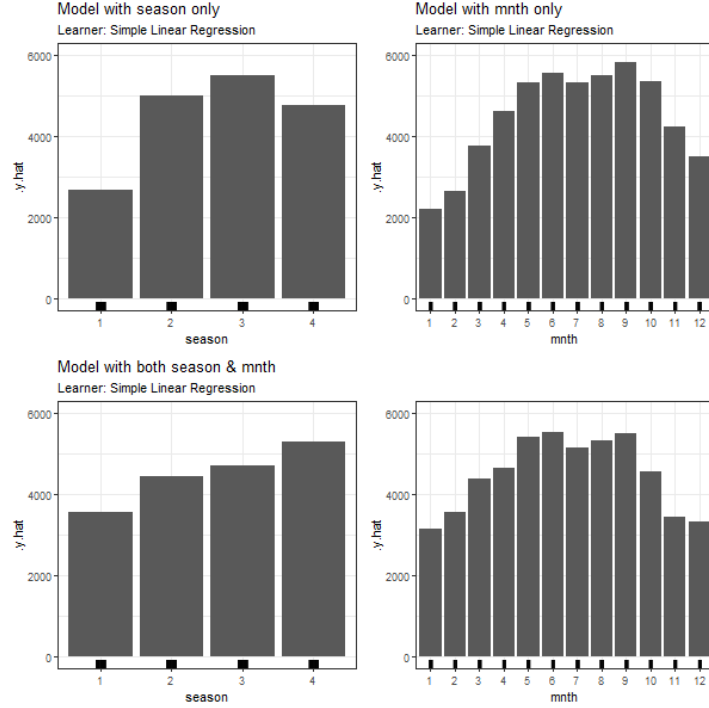 Model with season only
Learner: Simple Linear Regression
.y.hat
6000
4000
2000
0
1 2 3 4
season
Model with mnth only
Learner: Simple Linear Regression
.y.hat
6000
4000
2000
0
1 2 3 4 5 6 7 8 9 10 11 12
mnth
Model with both season & mnth
Learner: Simple Linear Regression
.y.hat
6000
4000
2000
0
1 2 3 4
season
.y.hat
6000
4000
2000
0
1 2 3 4 5 6 7 8 9 10 11 12
mnth